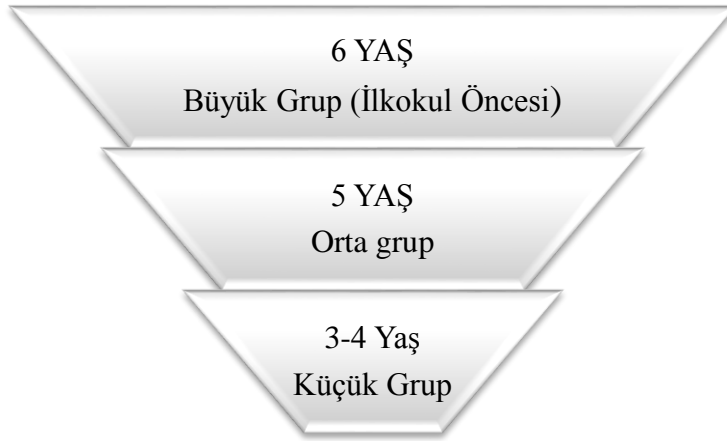 6 YAŞ
Büyük Grup (İlkokul Öncesi)
5 YAŞ
Orta grup
3-4 Yaş
Küçük Grup